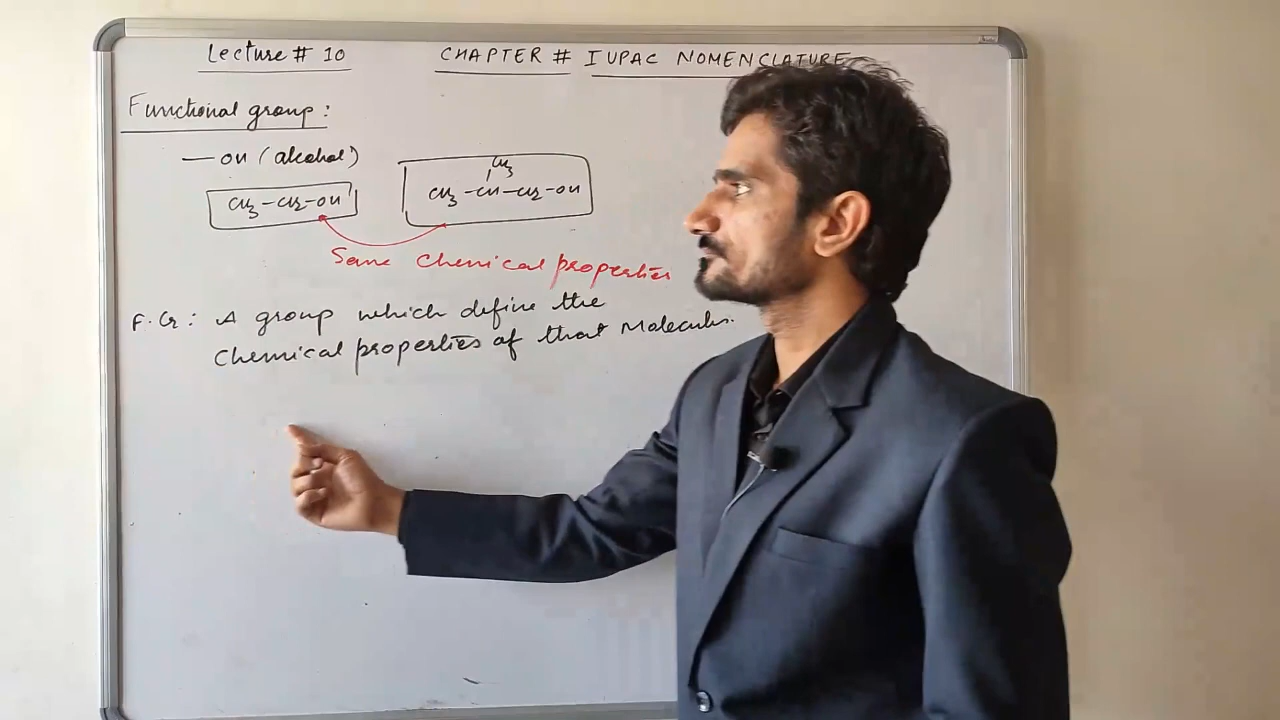 Lecture # 10 CHAPTER # IUPAC NOMENCLATURE
Functional group:
— OH (alcohol)
CH3
CH3 -CH2-OH CH3 -CH-CH2-OH
Same chemical properties
F.G: A group which define the
Chemical properties of that Molecules.